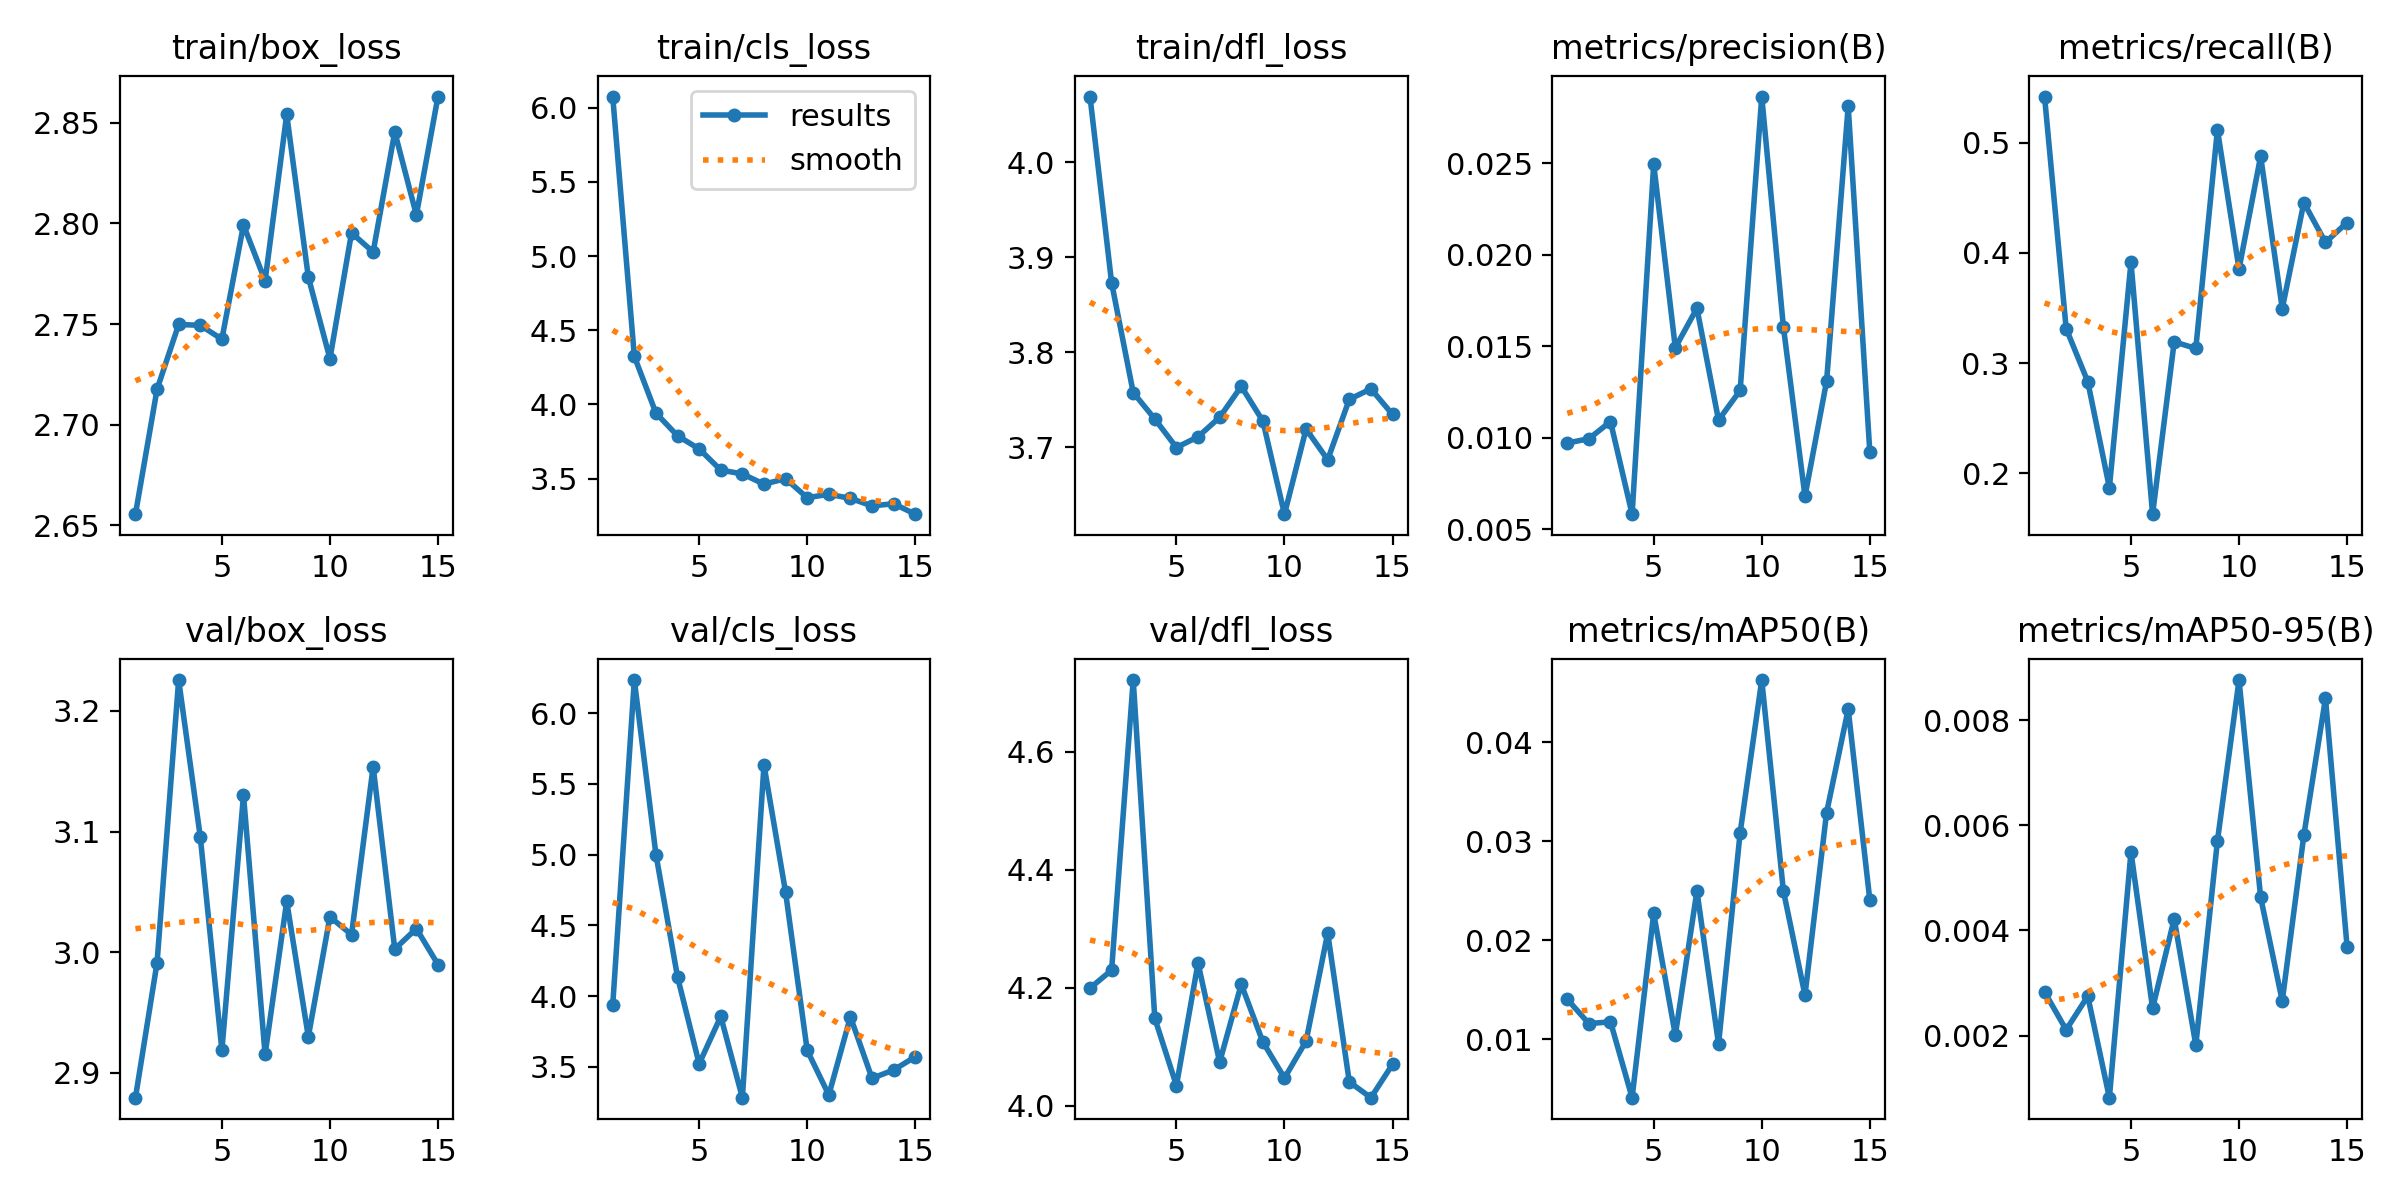 train/box_loss
train/cls_loss
train/dfl_loss
metrics/precision(B)
metrics/recall(B)
2.85
2.80
2.75
2.70
2.65
5 10 15
6.0
5.5
5.0
4.5
4.0
3.5
results
smooth
5 10 15
4.0
3.9
3.8
3.7
5 10 15
0.025
0.020
0.015
0.010
0.005
5 10 15
0.5
0.4
0.3
0.2
5 10 15
val/box_loss
val/cls_loss
val/dfl_loss
metrics/mAP50(B)
metrics/mAP50-95(B)
3.2
3.1
3.0
2.9
5 10 15
6.0
5.5
5.0
4.5
4.0
3.5
5 10 15
4.6
4.4
4.2
4.0
5 10 15
0.04
0.03
0.02
0.01
5 10 15
0.008
0.006
0.004
0.002
5 10 15